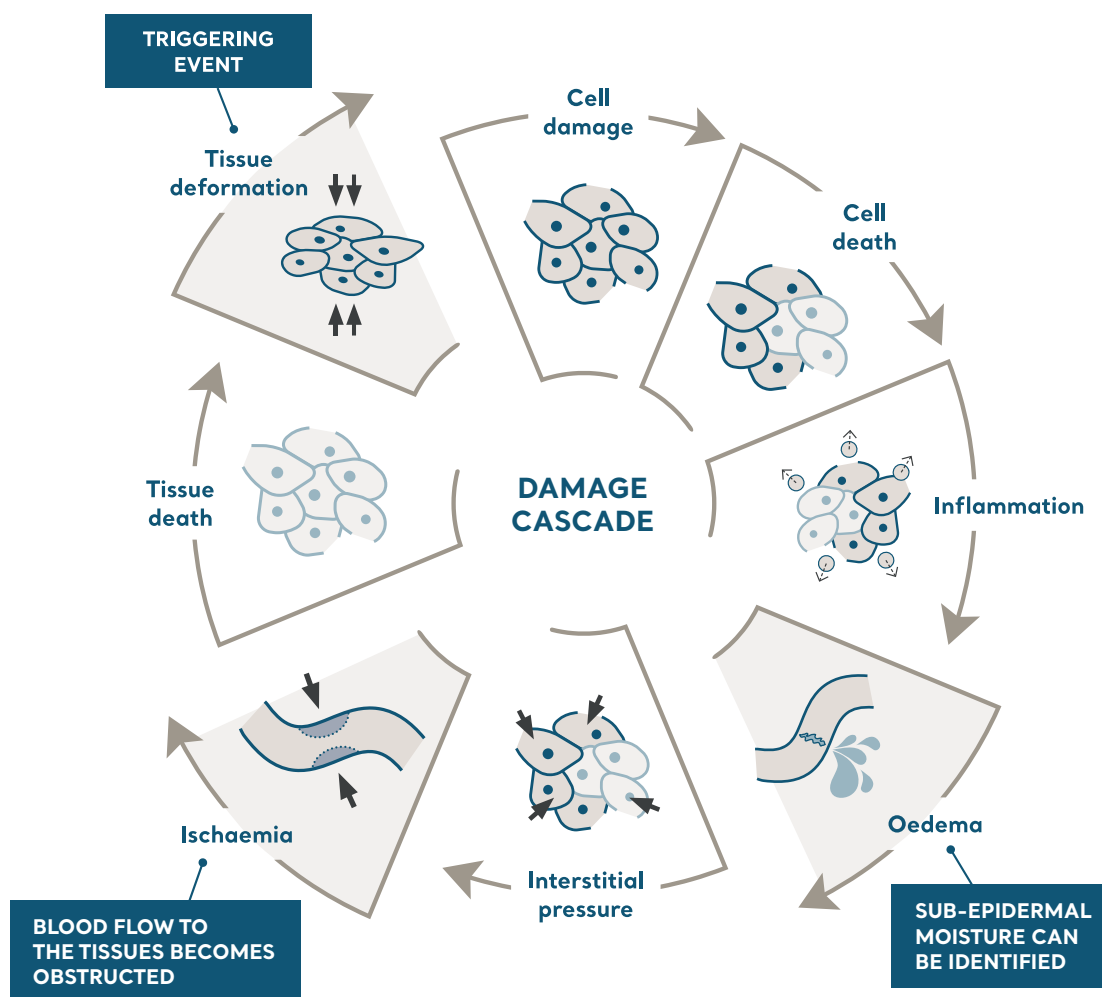 TRIGGERING
EVENT
Tissue
deformation
Cell
damage
Cell
death
Inflammation
Oedema
SUB-EPIDERMAL
MOISTURE CAN
BE IDENTIFIED
Interstitial
pressure
Ischaemia
BLOOD FLOW TO
THE TISSUES BECOMES
OBSTRUCTED
Tissue
death
DAMAGE
CASCADE